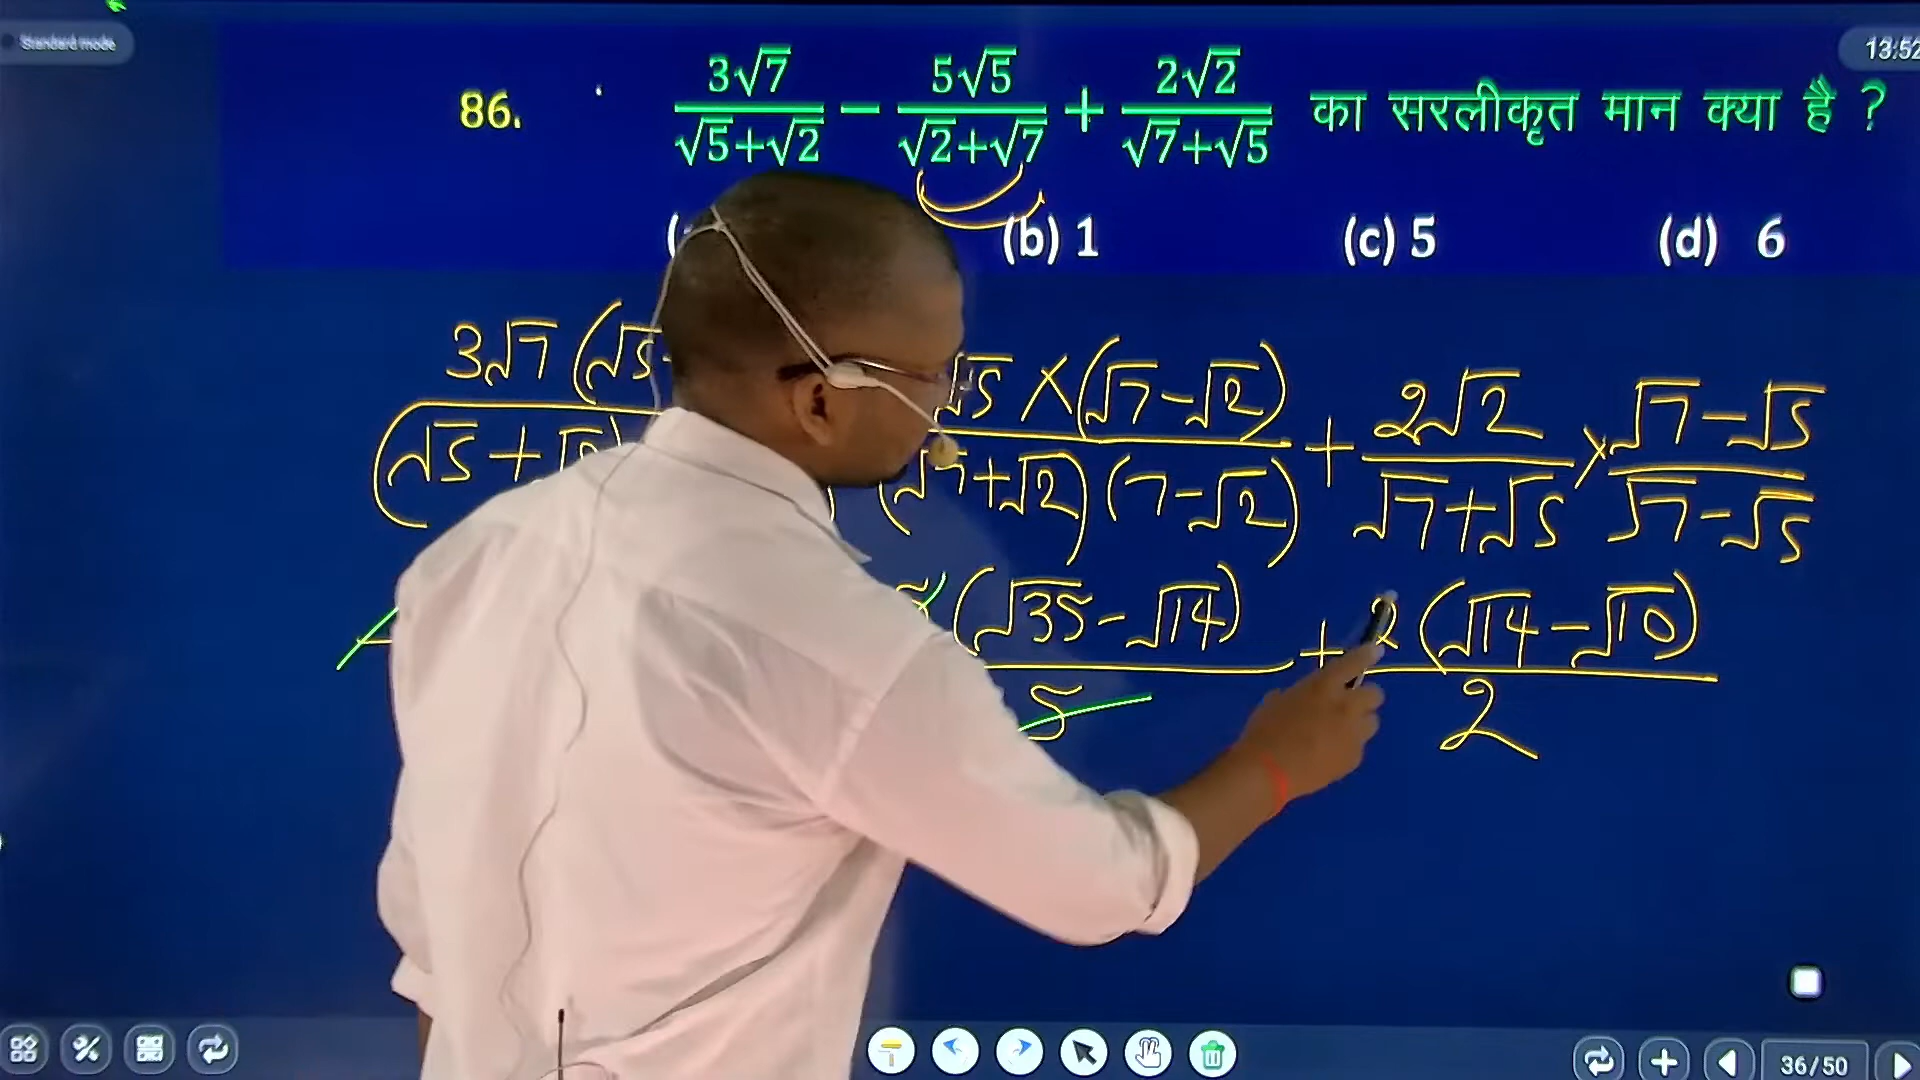 Standard mode
13:52
86. 3√7/(√5+√2) − 5√5/(√2+√7) + 2√2/(√7+√5) का सरलीकृत मान क्या है ?
(b) 1 (c) 5 (d) 6
3√7 (√5 √5 × (√7−√2) + 2√2 × √7−√5
(√5 + (√7+√2) (7−√2) √7+√5 √7−√5
(√35−√14) + 2 (√14−√10)
5 2
36/50